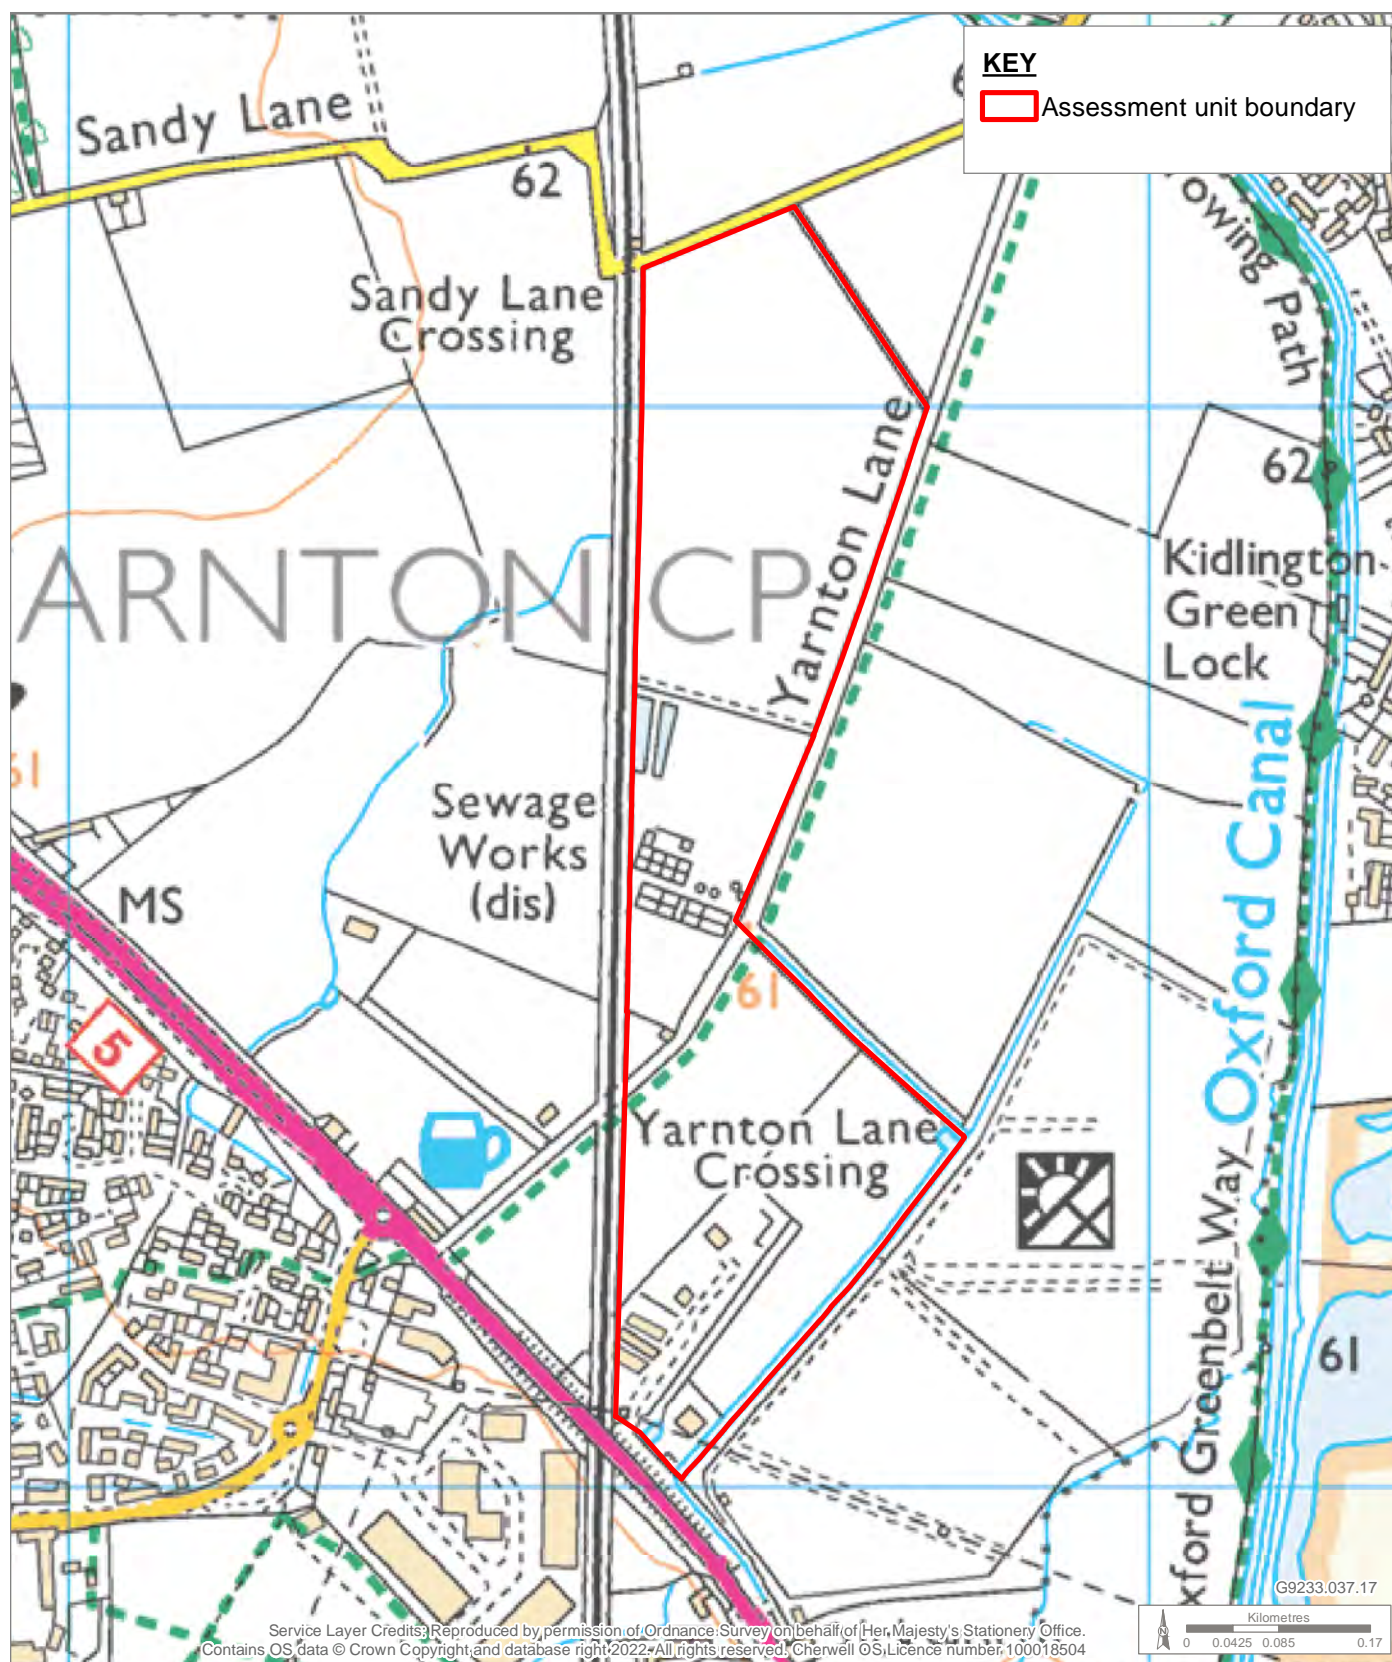 KEY
Assessment unit boundary
Sandy Lane
62
Sandy Lane
Crossing
Towing Path
Yarnton Lane
62
ARNTON CP
Kidlington
Green
Lock
61
Sewage
Works
(dis)
MS
Oxford Canal
61
5
Yarnton Lane
Crossing
Oxford Greenbelt Way
61
G9233.037.17
Kilometres
0 0.0425 0.085 0.17
Service Layer Credits: Reproduced by permission of Ordnance Survey on behalf of Her Majesty's Stationery Office.
Contains OS data © Crown Copyright and database right 2022. All rights reserved. Cherwell OS Licence number 100018504